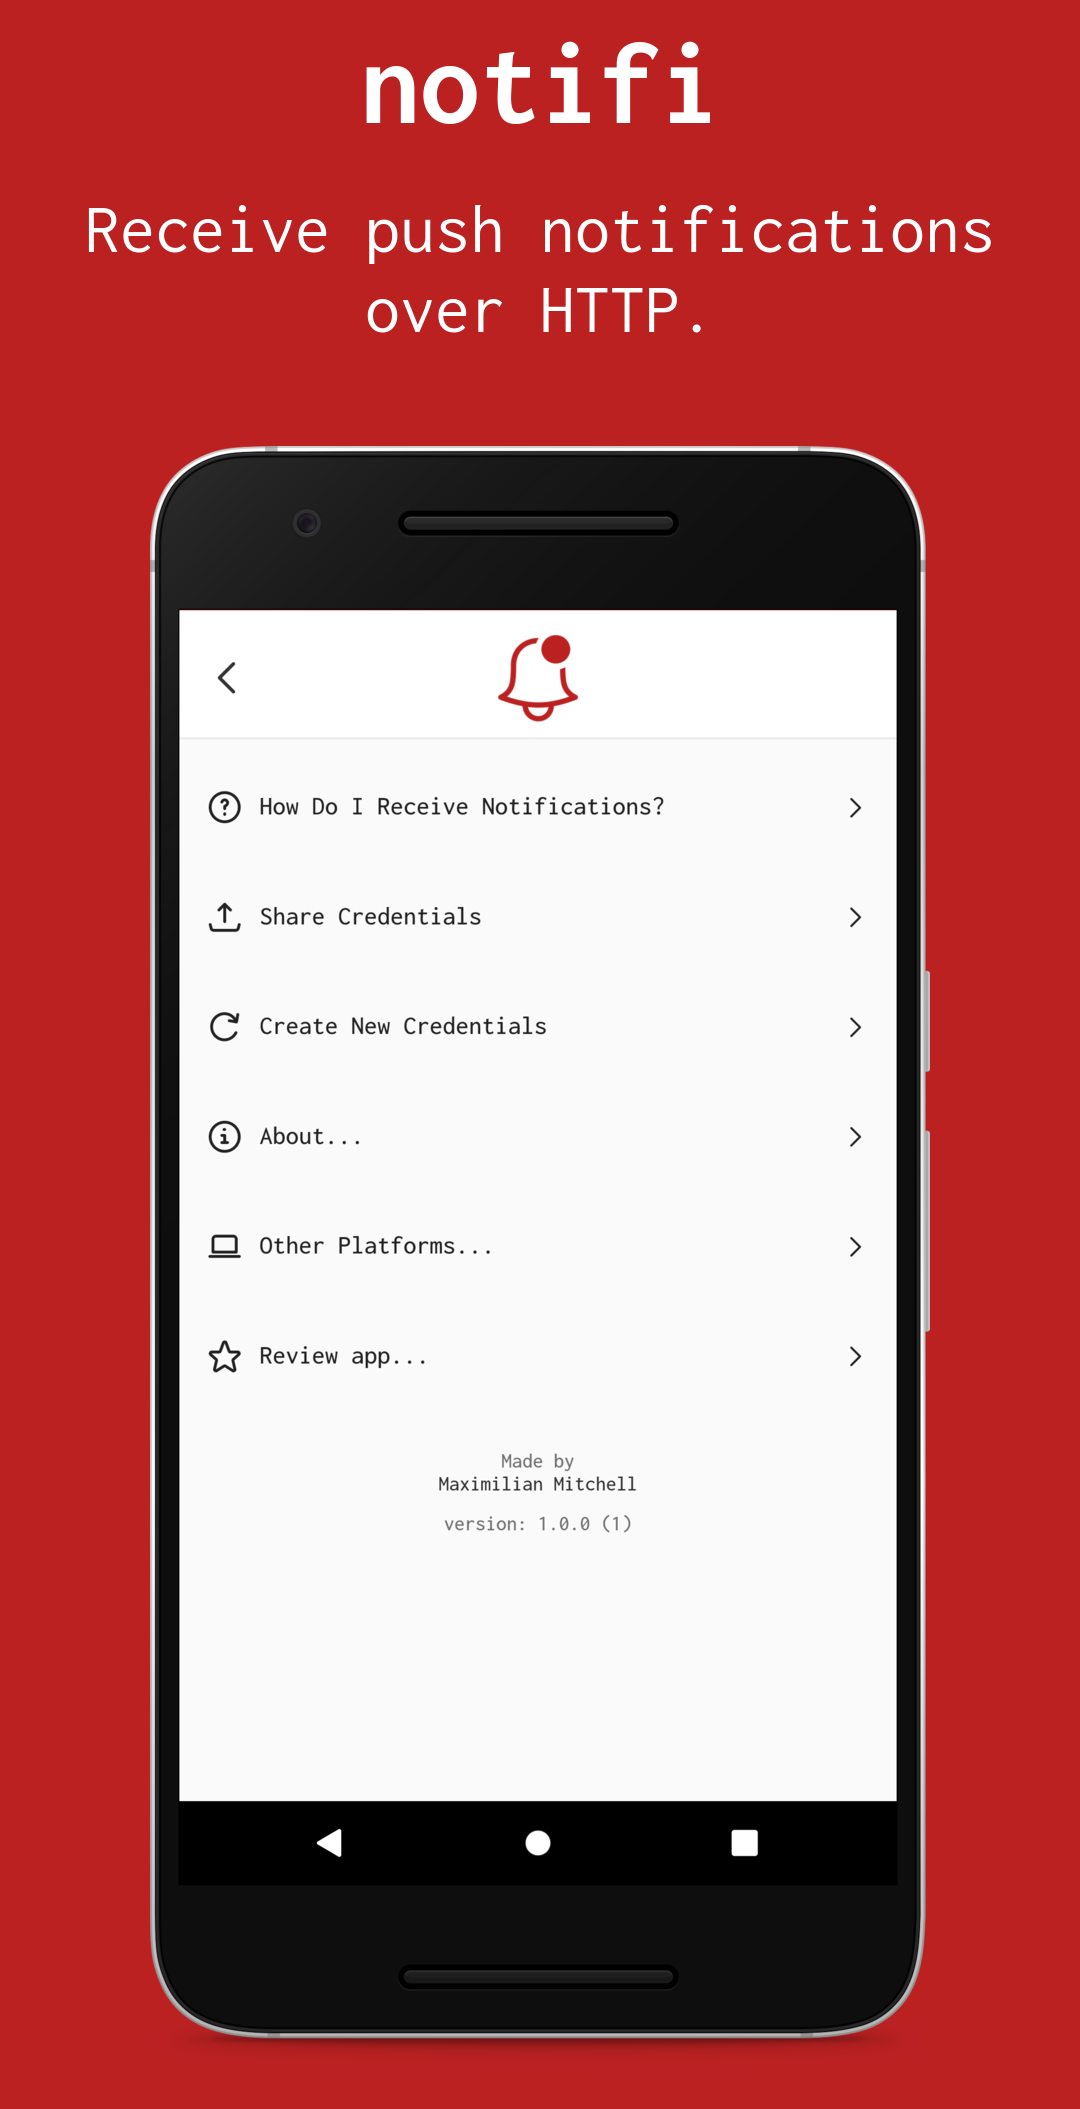 notifi
Receive push notifications
over HTTP.
How Do I Receive Notifications?
Share Credentials
Create New Credentials
About...
Other Platforms...
Review app...
Made by
Maximilian Mitchell
version: 1.0.0 (1)